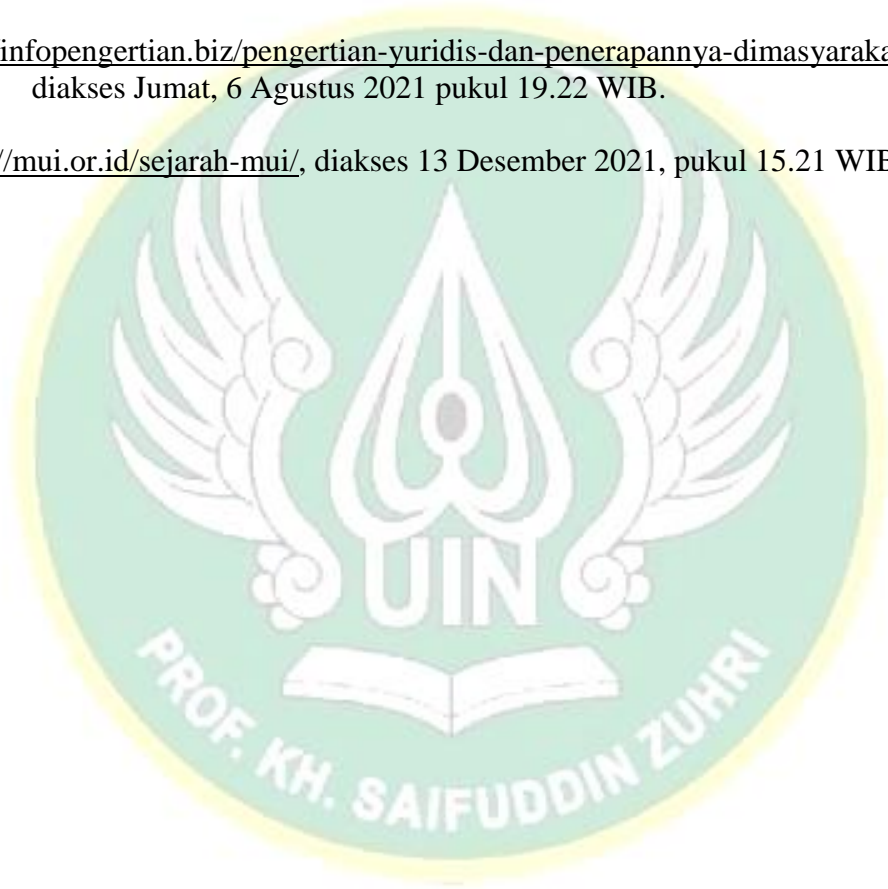 infopengertian.biz/pengertian-yuridis-dan-penerapannya-dimasyaraka
diakses Jumat, 6 Agustus 2021 pukul 19.22 WIB.
//mui.or.id/sejarah-mui/, diakses 13 Desember 2021, pukul 15.21 WIB
UIN
PROF. KH. SAIFUDDIN ZUHRI